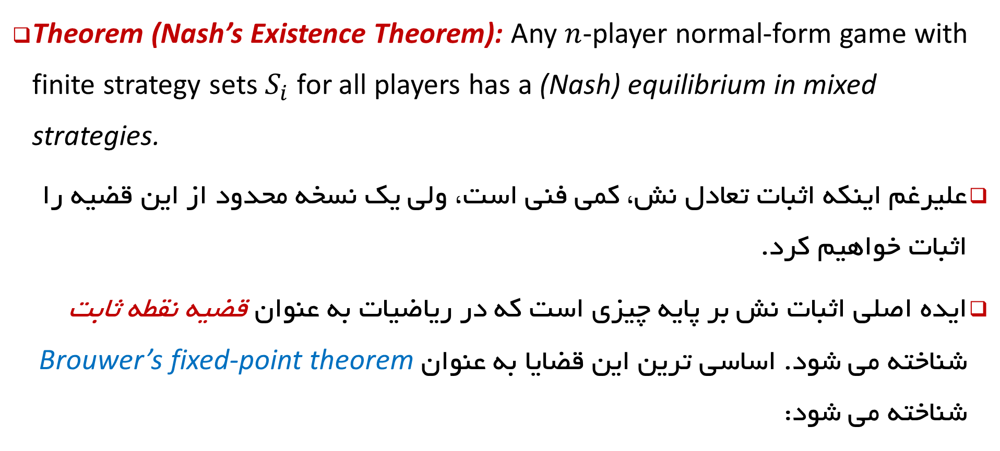 Theorem (Nash’s Existence Theorem): Any n-player normal-form game with
finite strategy sets Sᵢ for all players has a (Nash) equilibrium in mixed
strategies.
علیرغم اینکه اثبات تعادل نش، کمی فنی است، ولی یک نسخه محدود از این قضیه را
اثبات خواهیم کرد.
ایده اصلی اثبات نش بر پایه چیزی است که در ریاضیات به عنوان قضیه نقطه ثابت
شناخته می شود. اساسی ترین این قضایا به عنوان Brouwer’s fixed-point theorem
شناخته می شود: